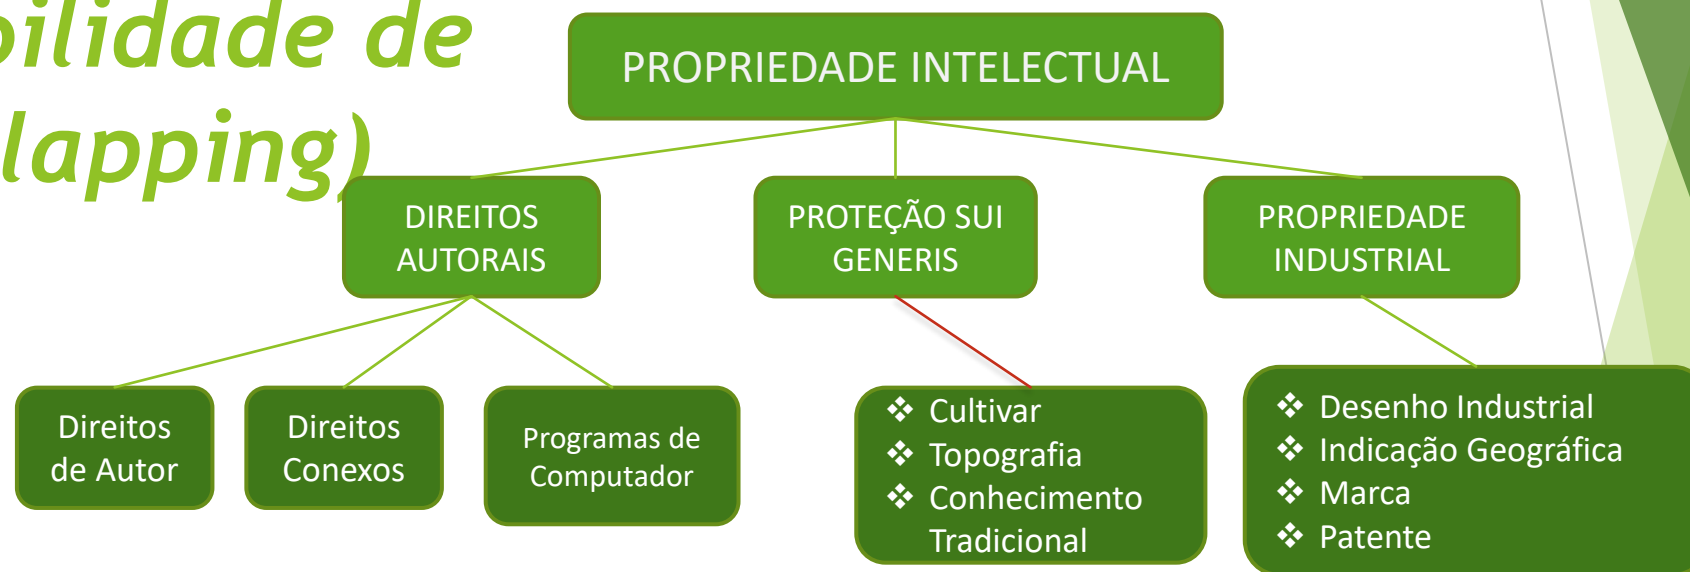 bilidade de
lapping)
PROPRIEDADE INTELECTUAL
DIREITOS
AUTORAIS
PROTEÇÃO SUI
GENERIS
PROPRIEDADE
INDUSTRIAL
Direitos
de Autor
Direitos
Conexos
Programas de
Computador
❖ Cultivar
❖ Topografia
❖ Conhecimento
Tradicional
❖ Desenho Industrial
❖ Indicação Geográfica
❖ Marca
❖ Patente